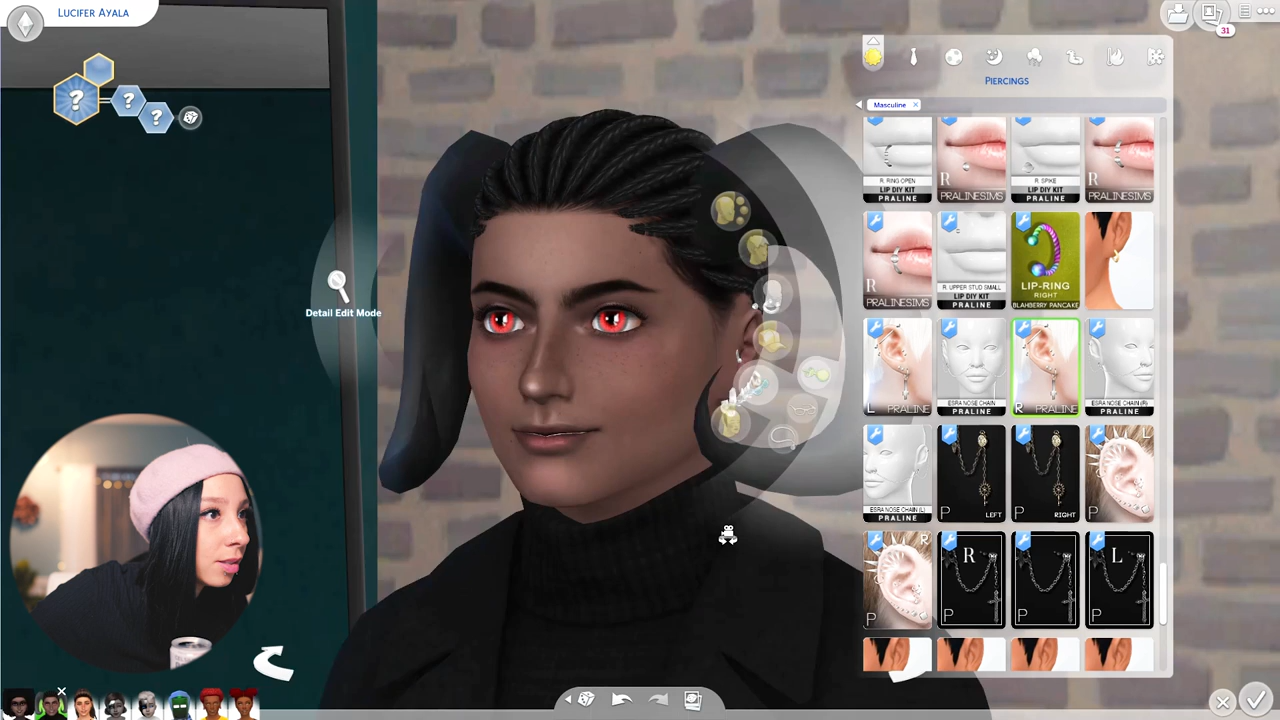 LUCIFER AYALA
31
PIERCINGS
Masculine
R. RING OPEN
LIP DIY KIT
PRALINE
R
PRALINESIMS
R. SPIKE
LIP DIY KIT
PRALINE
R
PRALINESIMS
R
PRALINESIMS
R. UPPER STUD SMALL
LIP DIY KIT
PRALINE
LIP-RING
RIGHT
BLAHBERRY PANCAKE
Detail Edit Mode
L PRALINE
ESRA NOSE CHAIN
PRALINE
R PRALINE
ESRA NOSE CHAIN (R)
PRALINE
ESRA NOSE CHAIN (L)
PRALINE
P LEFT
P RIGHT
L
P
R
P
R
P
P
L
P